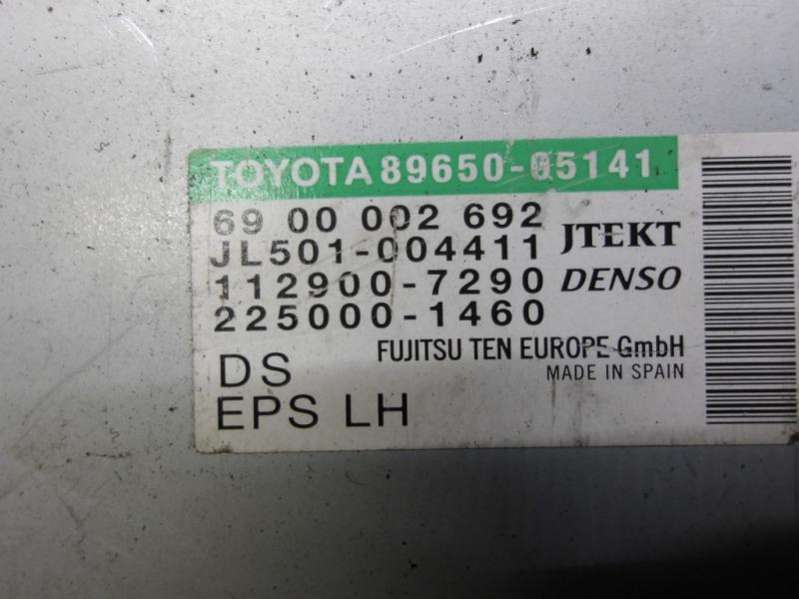 TOYOTA 89650-05141
69 00 002 692
JL501-004411 JTEKT
112900-7290 DENSO
225000-1460
FUJITSU TEN EUROPE GmbH
DS MADE IN SPAIN
EPS LH